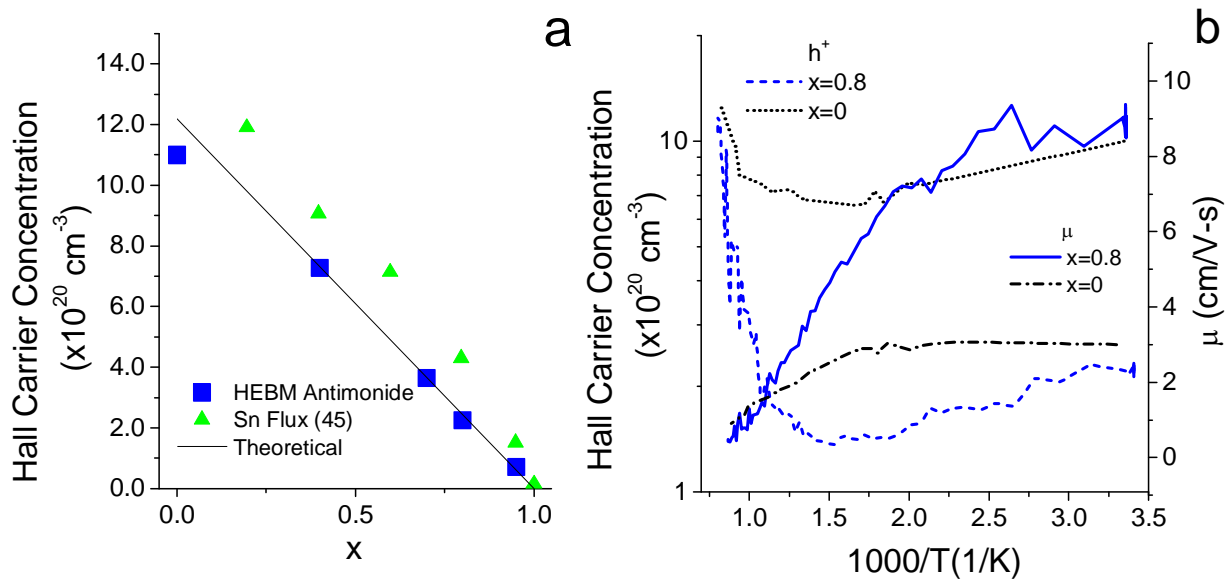 a
14.0
12.0
10.0
8.0
6.0
4.0
2.0
0.0
Hall Carrier Concentration
(x10²⁰ cm⁻³)
HEBM Antimonide
Sn Flux (45)
Theoretical
0.0
0.5
1.0
x
b
h⁺
x=0.8
x=0
μ
x=0.8
x=0
10
1
Hall Carrier Concentration
(x10²⁰ cm⁻³)
10
8
6
4
2
0
μ (cm/V-s)
1.0
1.5
2.0
2.5
3.0
3.5
1000/T(1/K)